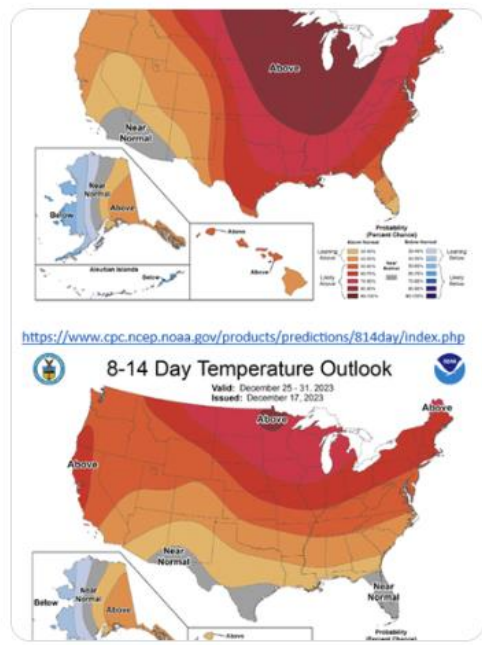 Above
Near
Normal
Near
Normal
Above
Below
Above
Above
Aleutian Islands
Below
Probability
(Percent Chance)
Above Normal
Below Normal
Leaning
Above
Near
Normal
Leaning
Below
Likely
Above
Likely
Below
https://www.cpc.ncep.noaa.gov/products/predictions/814day/index.php
8-14 Day Temperature Outlook
Valid: December 25 - 31, 2023
Issued: December 17, 2023
Above
Above
Above
Near
Normal
Near
Normal
Near
Normal
Below
Above
Above
Probability